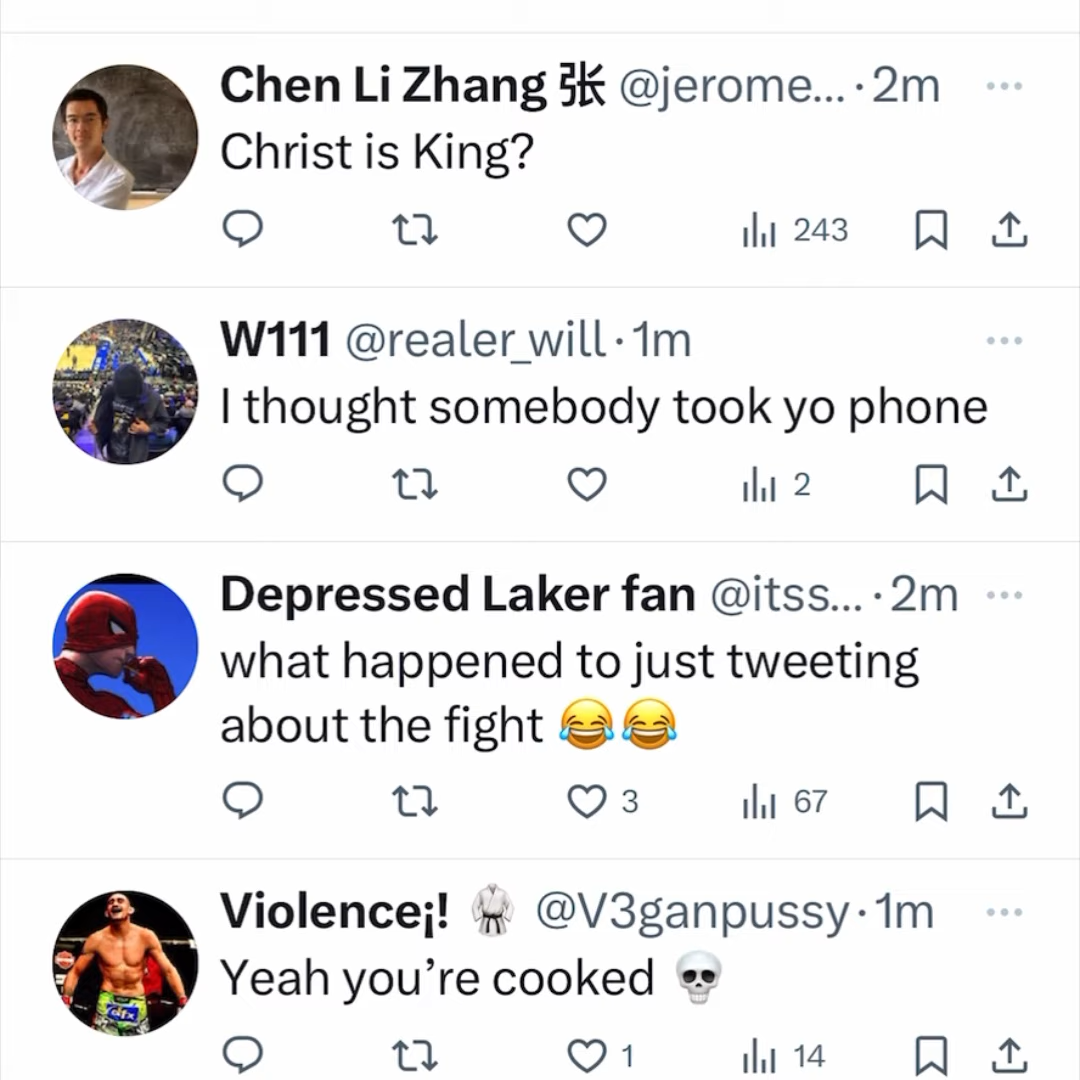 Chen Li Zhang 张 @jerome... · 2m
Christ is King?
243
W111 @realer_will · 1m
I thought somebody took yo phone
2
Depressed Laker fan @itss... · 2m
what happened to just tweeting
about the fight 😂😂
3 67
Violence¡! 🥋 @V3ganpussy · 1m
Yeah you’re cooked 💀
1 14